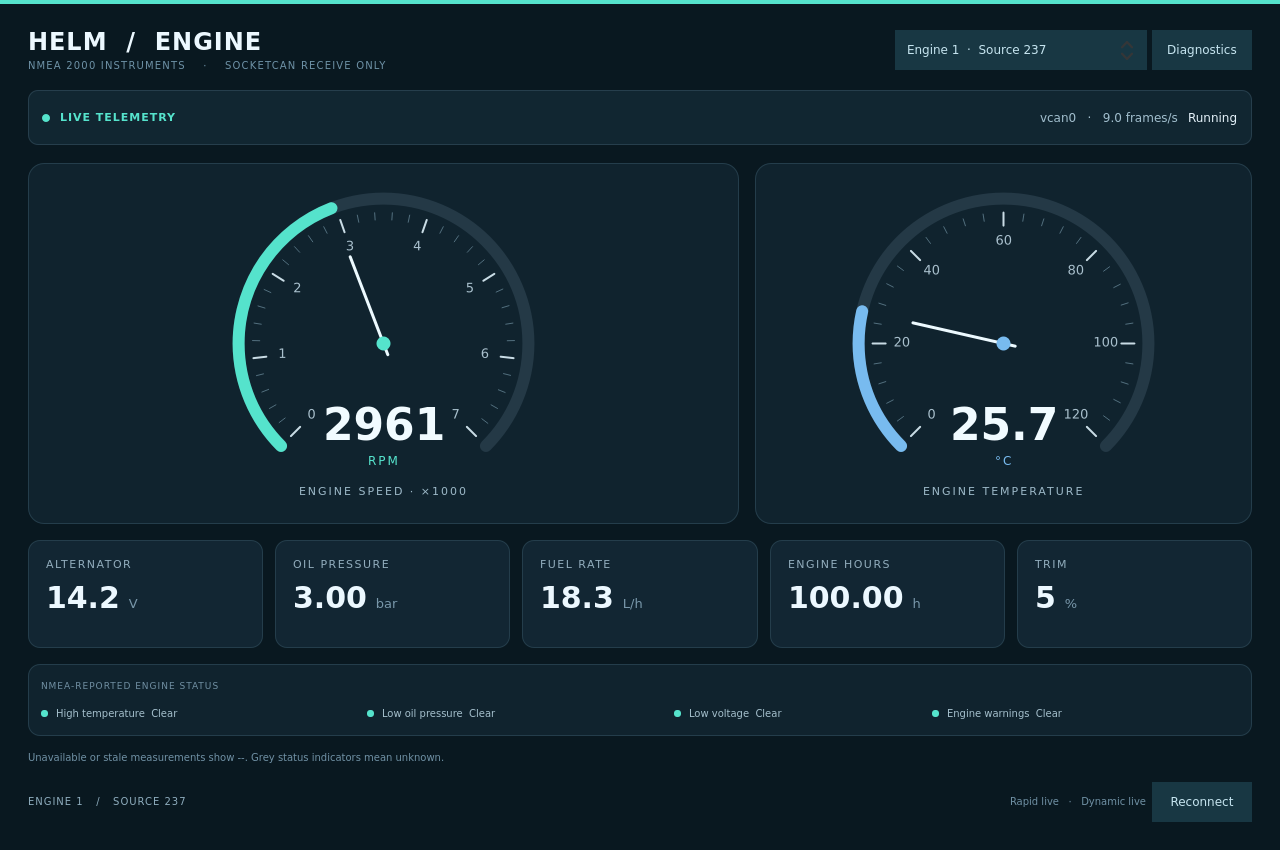 HELM / ENGINE
NMEA 2000 INSTRUMENTS · SOCKETCAN RECEIVE ONLY
Engine 1 · Source 237
Diagnostics
LIVE TELEMETRY
vcan0 · 9.0 frames/s Running
0
1
2
3
4
5
6
7
2961
RPM
ENGINE SPEED · ×1000
0
20
40
60
80
100
120
25.7
°C
ENGINE TEMPERATURE
ALTERNATOR
14.2 V
OIL PRESSURE
3.00 bar
FUEL RATE
18.3 L/h
ENGINE HOURS
100.00 h
TRIM
5 %
NMEA-REPORTED ENGINE STATUS
High temperature Clear
Low oil pressure Clear
Low voltage Clear
Engine warnings Clear
Unavailable or stale measurements show --. Grey status indicators mean unknown.
ENGINE 1 / SOURCE 237
Rapid live · Dynamic live
Reconnect